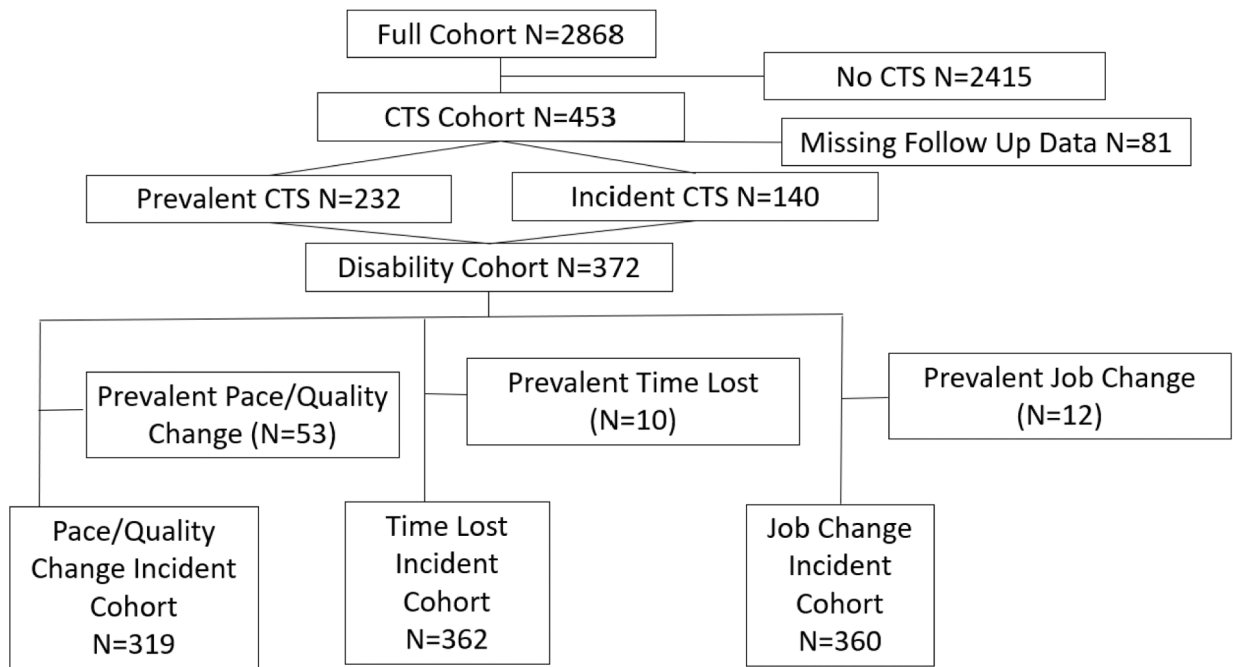 Full Cohort N=2868
No CTS N=2415
CTS Cohort N=453
Missing Follow Up Data N=81
Prevalent CTS N=232
Incident CTS N=140
Disability Cohort N=372
Prevalent Pace/Quality
Change (N=53)
Prevalent Time Lost
(N=10)
Prevalent Job Change
(N=12)
Pace/Quality
Change Incident
Cohort
N=319
Time Lost
Incident
Cohort
N=362
Job Change
Incident
Cohort
N=360